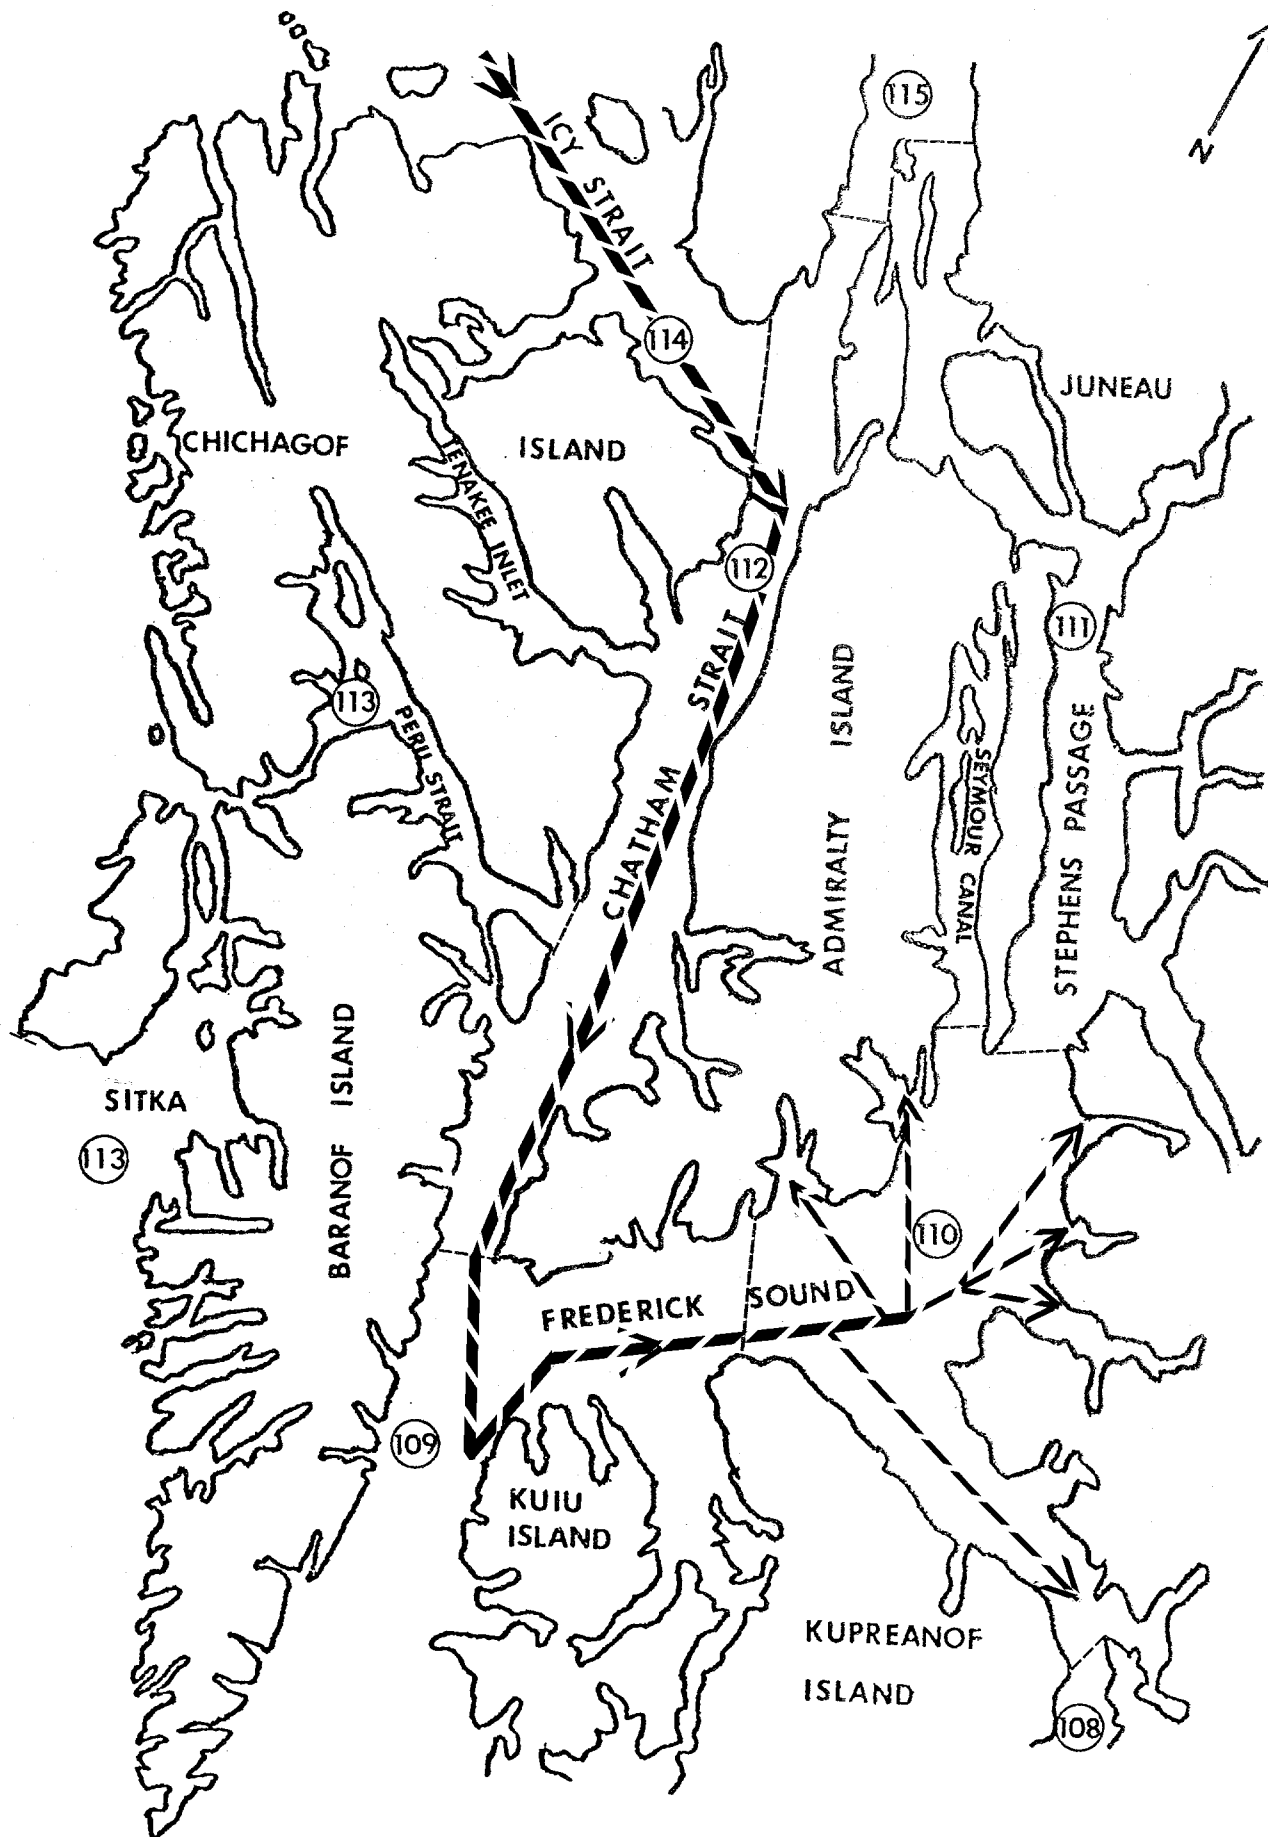 115
N
ICY STRAIT
114
JUNEAU
CHICHAGOF ISLAND
TENAKEE INLET
112
111
113
PERIL STRAIT
CHATHAM STRAIT
ADMIRALTY ISLAND
SEYMOUR CANAL
STEPHENS PASSAGE
SITKA
113
BARANOF ISLAND
110
FREDERICK SOUND
109
KUIU
ISLAND
KUPREANOF
ISLAND
108